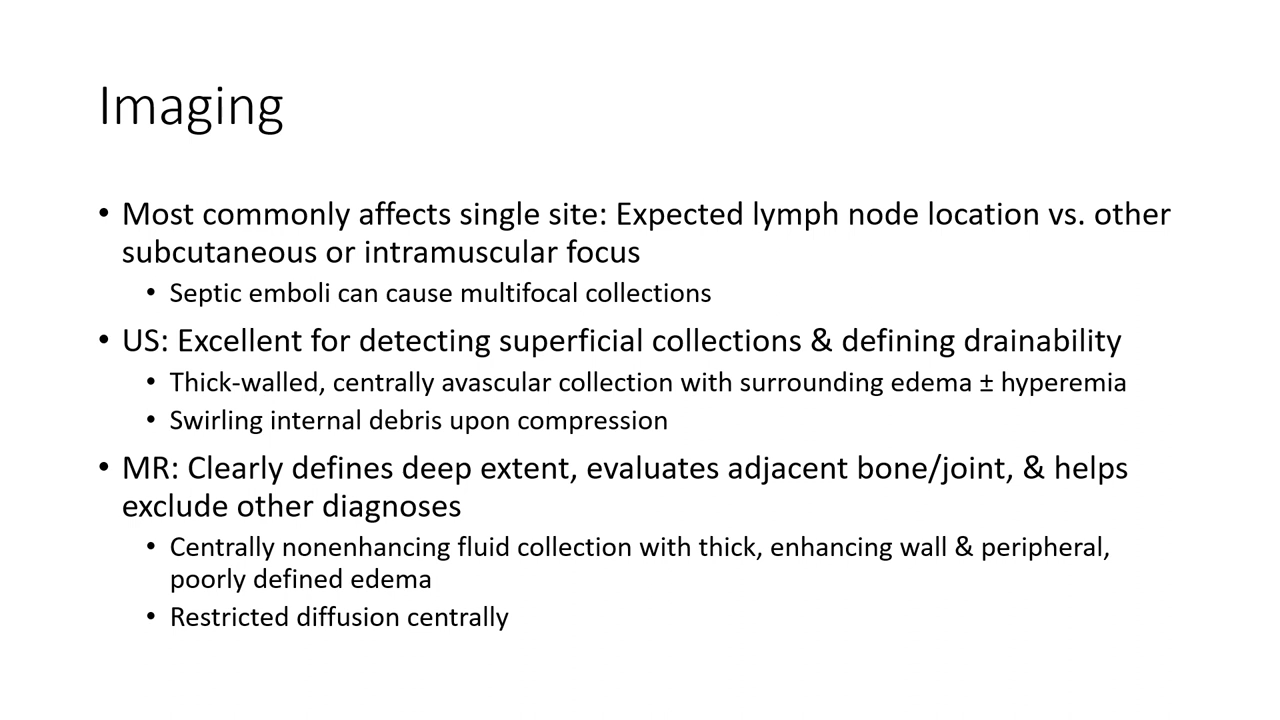 Imaging
• Most commonly affects single site: Expected lymph node location vs. other
subcutaneous or intramuscular focus
• Septic emboli can cause multifocal collections
• US: Excellent for detecting superficial collections & defining drainability
• Thick-walled, centrally avascular collection with surrounding edema ± hyperemia
• Swirling internal debris upon compression
• MR: Clearly defines deep extent, evaluates adjacent bone/joint, & helps
exclude other diagnoses
• Centrally nonenhancing fluid collection with thick, enhancing wall & peripheral,
poorly defined edema
• Restricted diffusion centrally